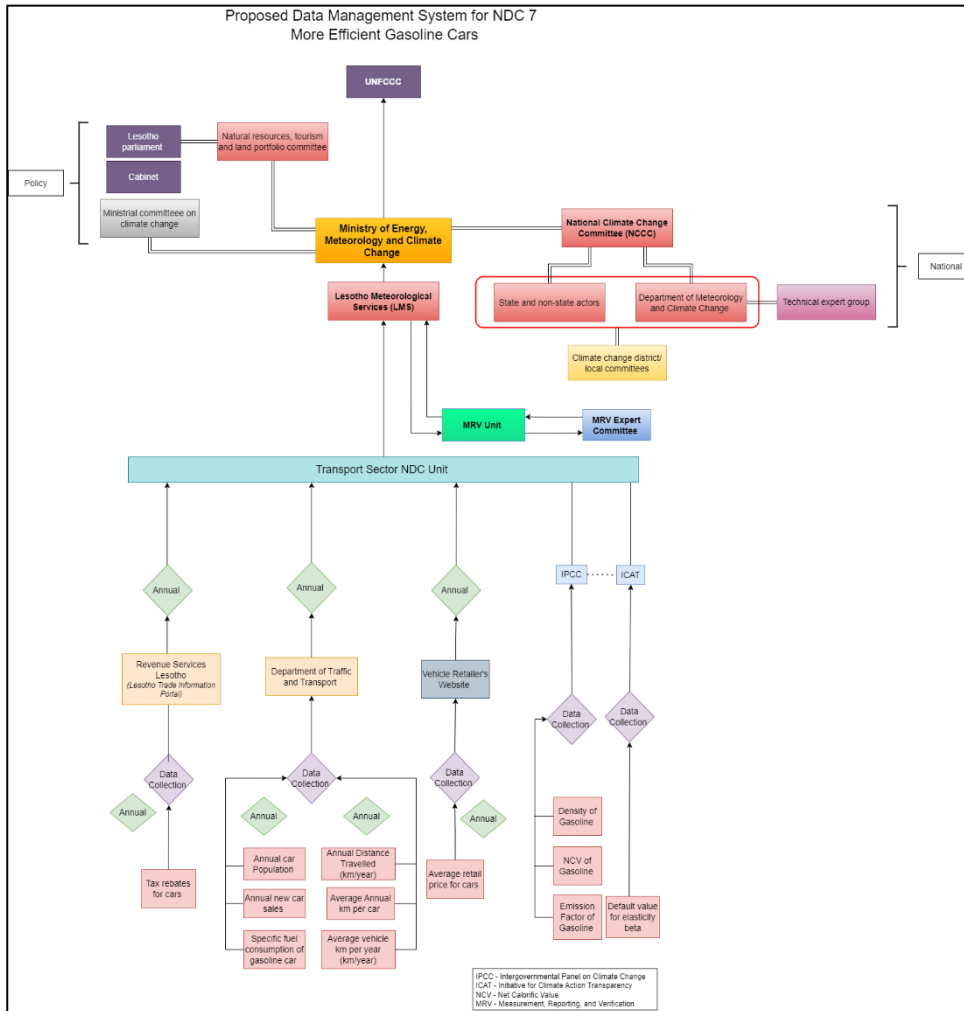 Proposed Data Management System for NDC 7
More Efficient Gasoline Cars
UNFCCC
Lesotho
parliament
Natural resources, tourism
and land portfolio committee
Policy
Cabinet
Ministrial committeee on
climate change
Ministry of Energy,
Meteorology and Climate
Change
National Climate Change
Committee (NCCC)
National
Lesotho Meteorological
Services (LMS)
State and non-state actors
Department of Meteorology
and Climate Change
Technical expert group
Climate change district/
local committees
MRV Unit
MRV Expert
Committee
Transport Sector NDC Unit
Annual
Annual
Annual
IPCC
ICAT
Revenue Services
Lesotho
(Lesotho Trade Information
Portal)
Department of Traffic
and Transport
Vehicle Retailer's
Website
Data
Collection
Data
Collection
Data
Collection
Data
Collection
Data
Collection
Annual
Annual
Annual
Annual
Tax rebates
for cars
Annual car
Population
Annual new car
sales
Specific fuel
consumption of
gasoline car
Annual Distance
Travelled
(km/year)
Average Annual
km per car
Average vehicle
km per year
(km/year)
Average retail
price for cars
Density of
Gasoline
NCV of
Gasoline
Emission
Factor of
Gasoline
Default value
for elasticity
beta
IPCC - Intergovernmental Panel on Climate Change
ICAT - Initiative for Climate Action Transparency
NCV - Net Calorific Value
MRV - Measurement, Reporting, and Verification